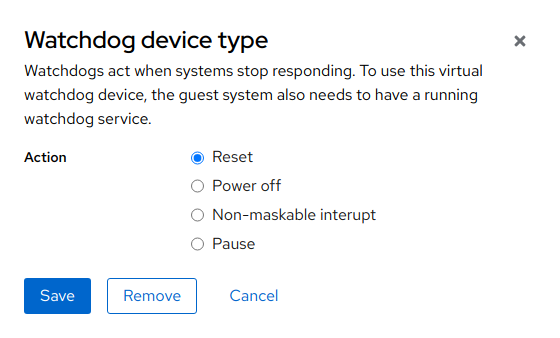 Watchdog device type
Watchdogs act when systems stop responding. To use this virtual
watchdog device, the guest system also needs to have a running
watchdog service.
Action
Reset
Power off
Non-maskable interupt
Pause
Save Remove Cancel